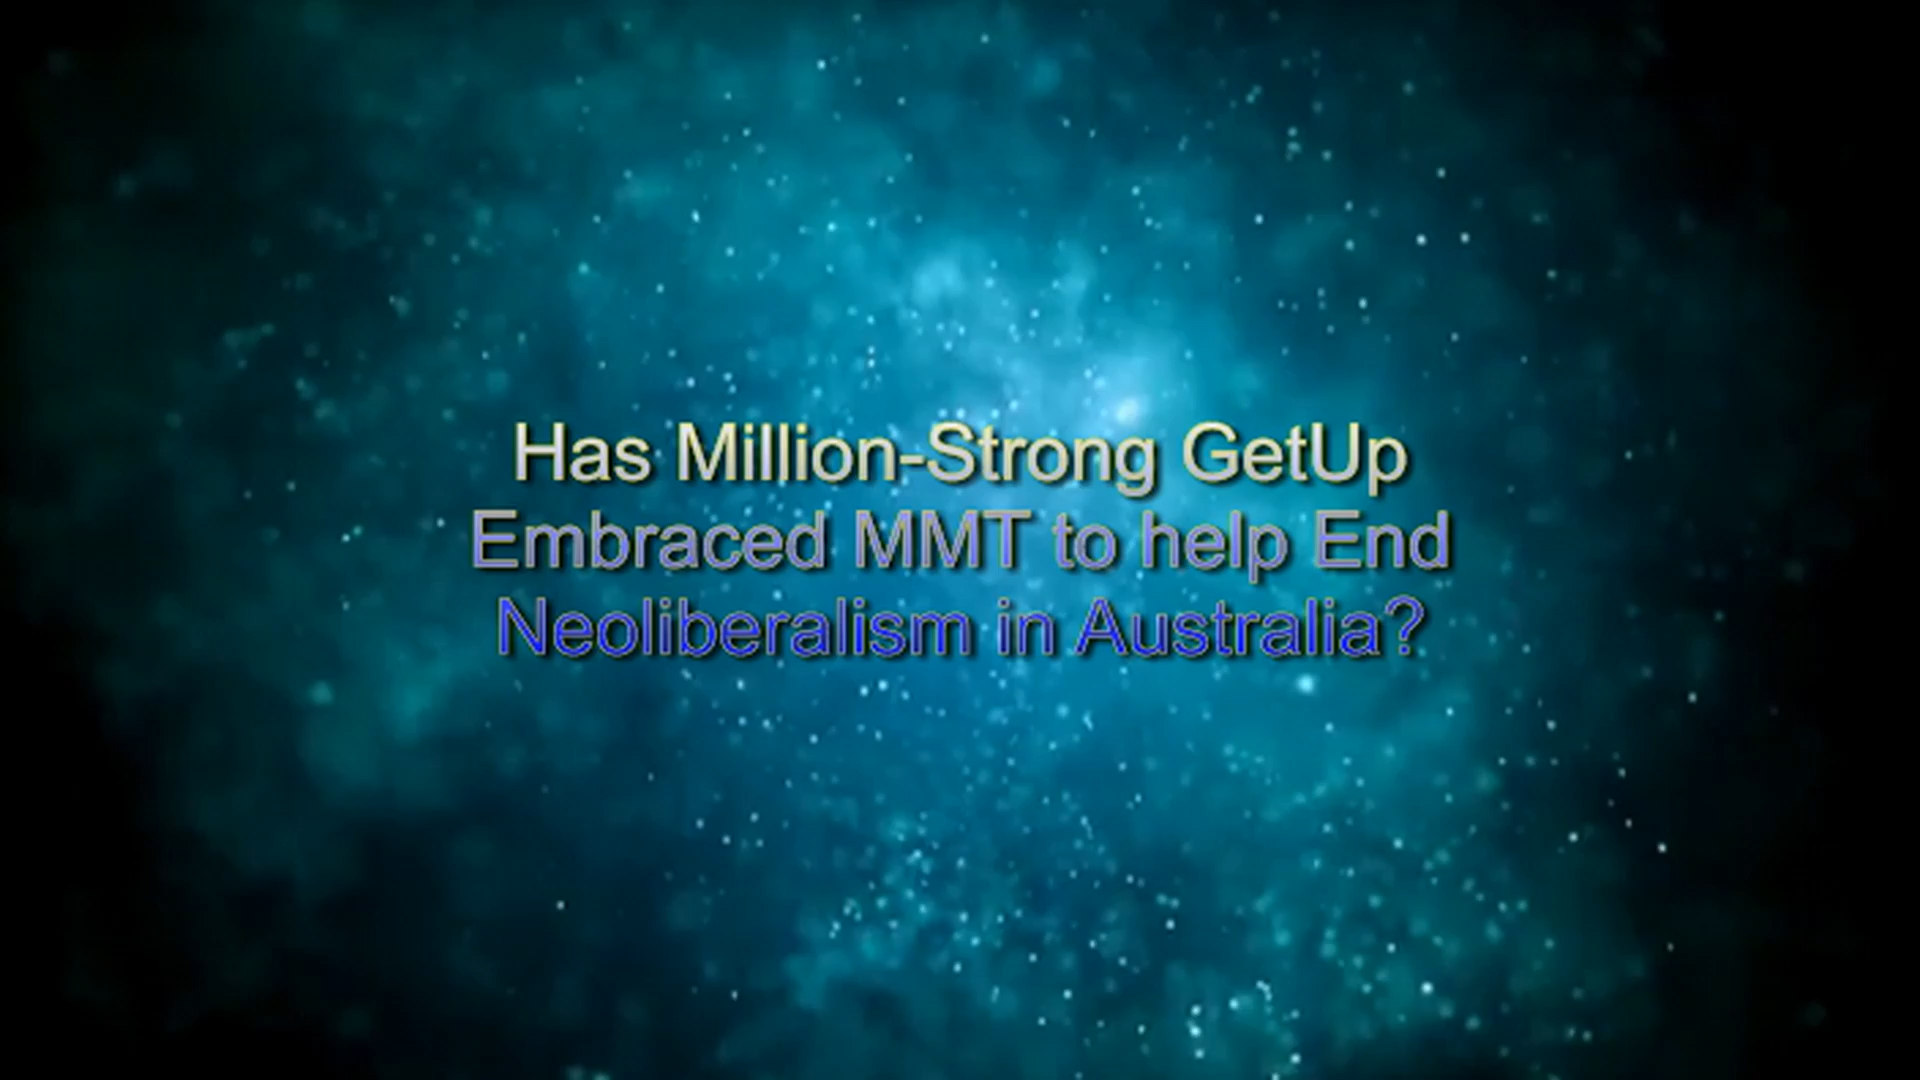 Has Million-Strong GetUp
Embraced MMT to help End
Neoliberalism in Australia?